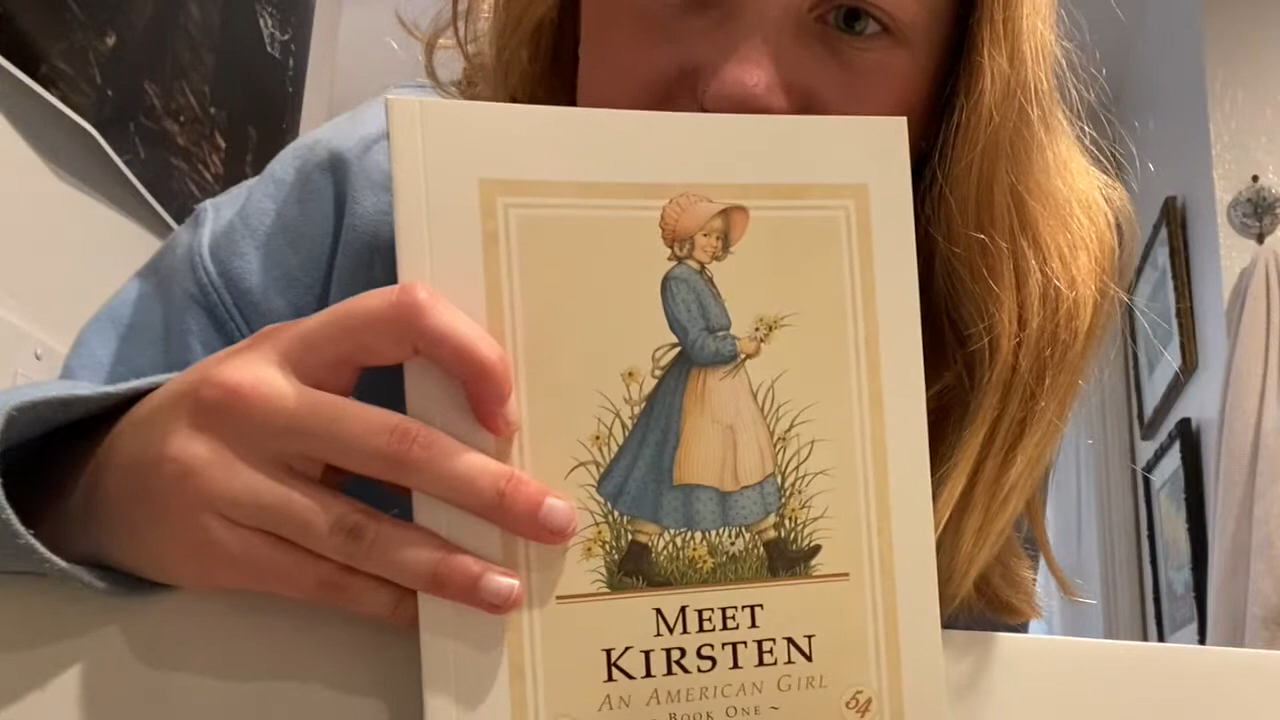 MEET
KIRSTEN
AN AMERICAN GIRL
BOOK ONE ~
54